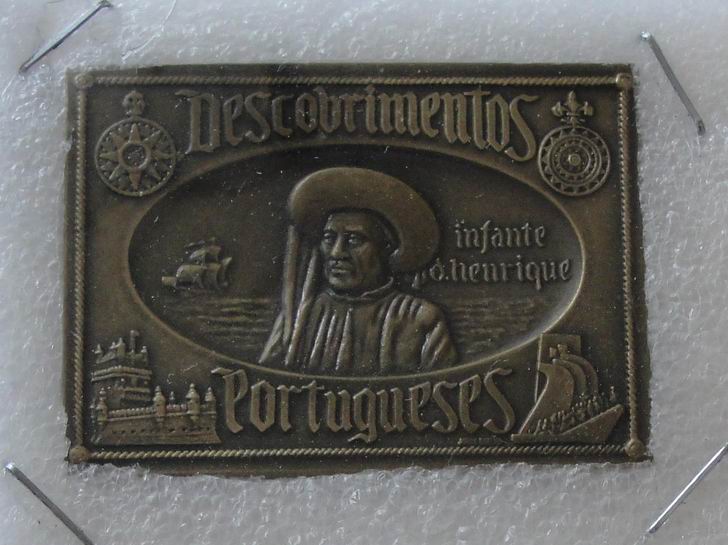 Descobrimentos
infante
d.henrique
Portugueses